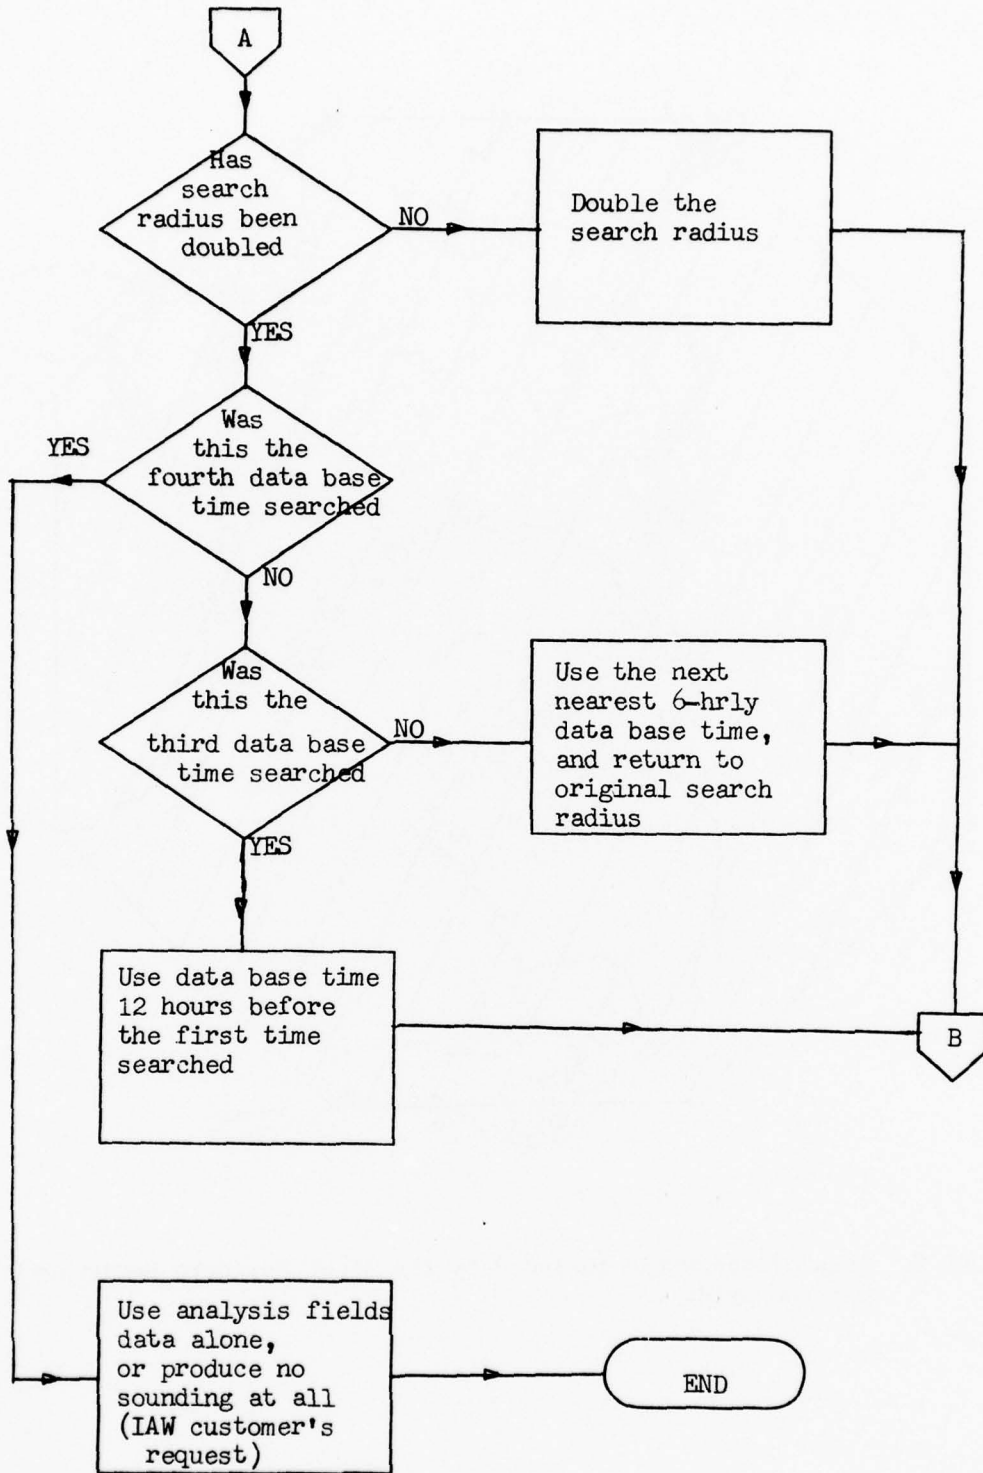 A
Has
search
radius been
doubled
NO
Double the
search radius
YES
Was
this the
fourth data base
time searched
YES
NO
Was
this the
third data base
time searched
NO
Use the next
nearest 6-hrly
data base time,
and return to
original search
radius
YES
Use data base time
12 hours before
the first time
searched
B
Use analysis fields
data alone,
or produce no
sounding at all
(IAW customer's
request)
END